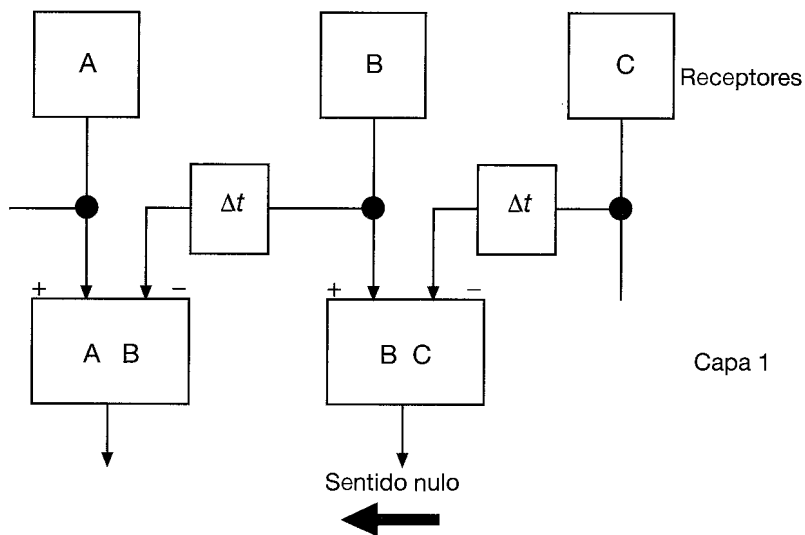 A B C Receptores
Δt Δt
+ − + −
A B B C
Capa 1
Sentido nulo